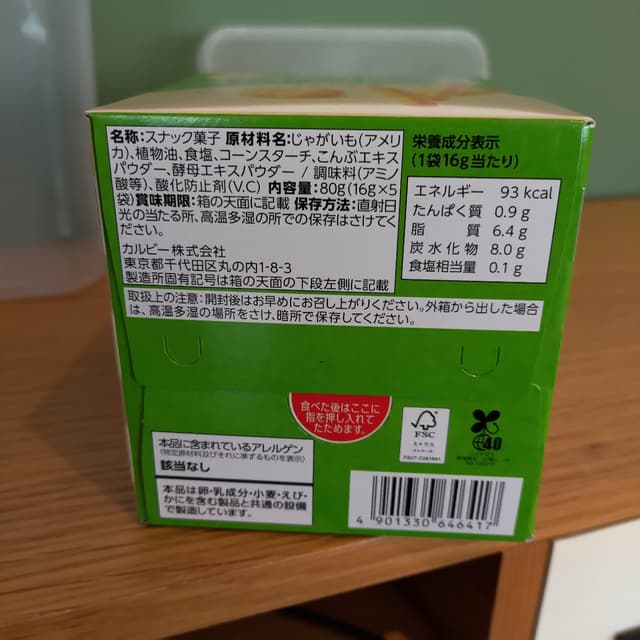 名称:スナック菓子 原材料名:じゃがいも(アメリ
カ)、植物油、食塩、コーンスターチ、こんぶエキス
パウダー、酵母エキスパウダー / 調味料(アミノ
酸等)、酸化防止剤(V.C) 内容量:80g(16g×5
袋) 賞味期限:箱の天面に記載 保存方法:直射日
光の当たる所、高温多湿の所での保存はさけてく
ださい。
カルビー株式会社
東京都千代田区丸の内1-8-3
製造所固有記号は箱の天面の下段左側に記載
栄養成分表示
(1袋16g当たり)
エネルギー 93 kcal
たんぱく質 0.9 g
脂質 6.4 g
炭水化物 8.0 g
食塩相当量 0.1 g
取扱上の注意:開封後はお早めにお召し上がりください。外箱から出した場合
は、高温多湿の場所をさけ、暗所で保存してください。
食べた後はここに
指を押し入れて
たためます。
FSC
ミックス
40
本品に含まれているアレルゲン
(特定原材料及びそれに準ずるものを表示)
該当なし
本品は卵・乳成分・小麦・えび・
かにを含む製品と共通の設備
で製造しています。
4 901330 646417